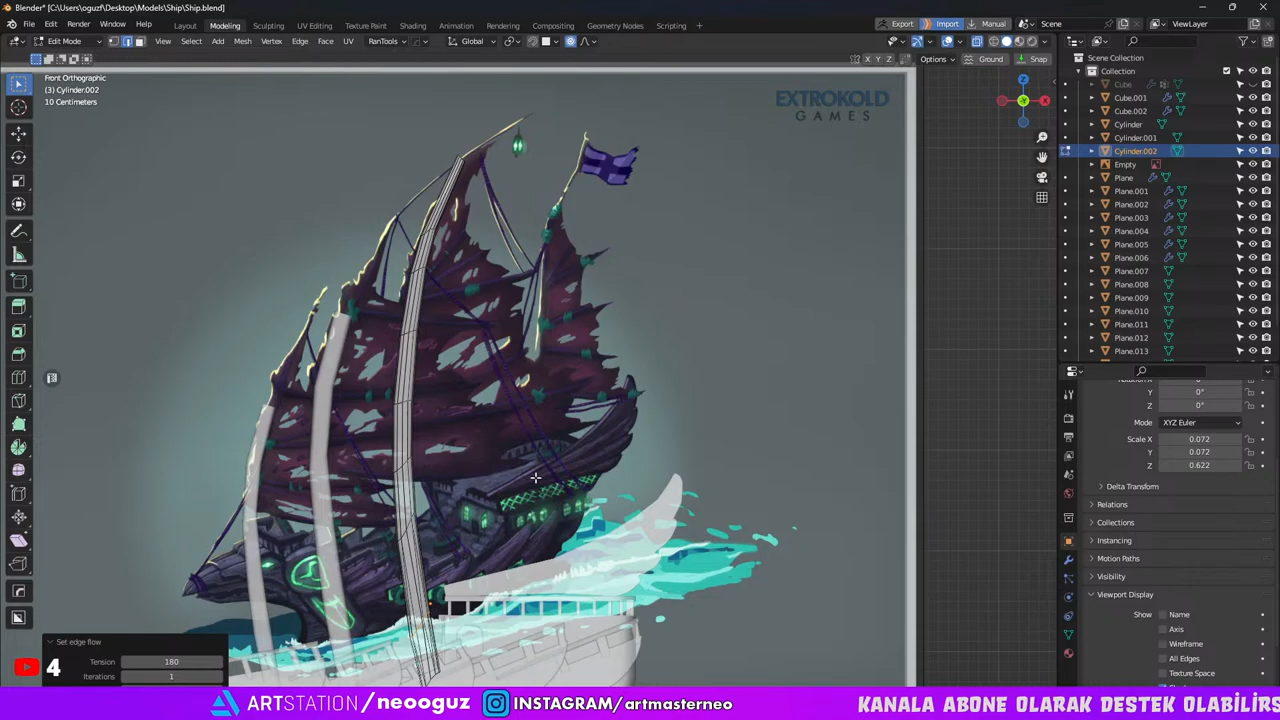 Blender* [C:\Users\oguzt\Desktop\Models\Ship\Ship.blend]
File Edit Render Window Help Layout Modeling Sculpting UV Editing Texture Paint Shading Animation Rendering Compositing Geometry Nodes Scripting + Export Import Manual Scene ViewLayer
Edit Mode View Select Add Mesh Vertex Edge Face UV RanTools Global
X Y Z Options Ground Snap
Scene Collection
Collection
Cube
Cube.001
Cube.002
Cylinder
Cylinder.001
Cylinder.002
Empty
Plane
Plane.001
Plane.002
Plane.003
Plane.004
Plane.005
Plane.006
Plane.007
Plane.008
Plane.009
Plane.010
Plane.011
Plane.012
Plane.013
Front Orthographic
(3) Cylinder.002
10 Centimeters
EXTROKOLD
GAMES
Z
X
Y
Y 0°
Z 0°
Mode XYZ Euler
Scale X 0.072
Y 0.072
Z 0.622
Delta Transform
Relations
Collections
Instancing
Motion Paths
Visibility
Viewport Display
Show Name
Axis
Wireframe
All Edges
Texture Space
Set edge flow
Tension 180
Iterations 1
4
ARTSTATION/neooguz INSTAGRAM/artmasterneo KANALA ABONE OLARAK DESTEK OLABİLİRS